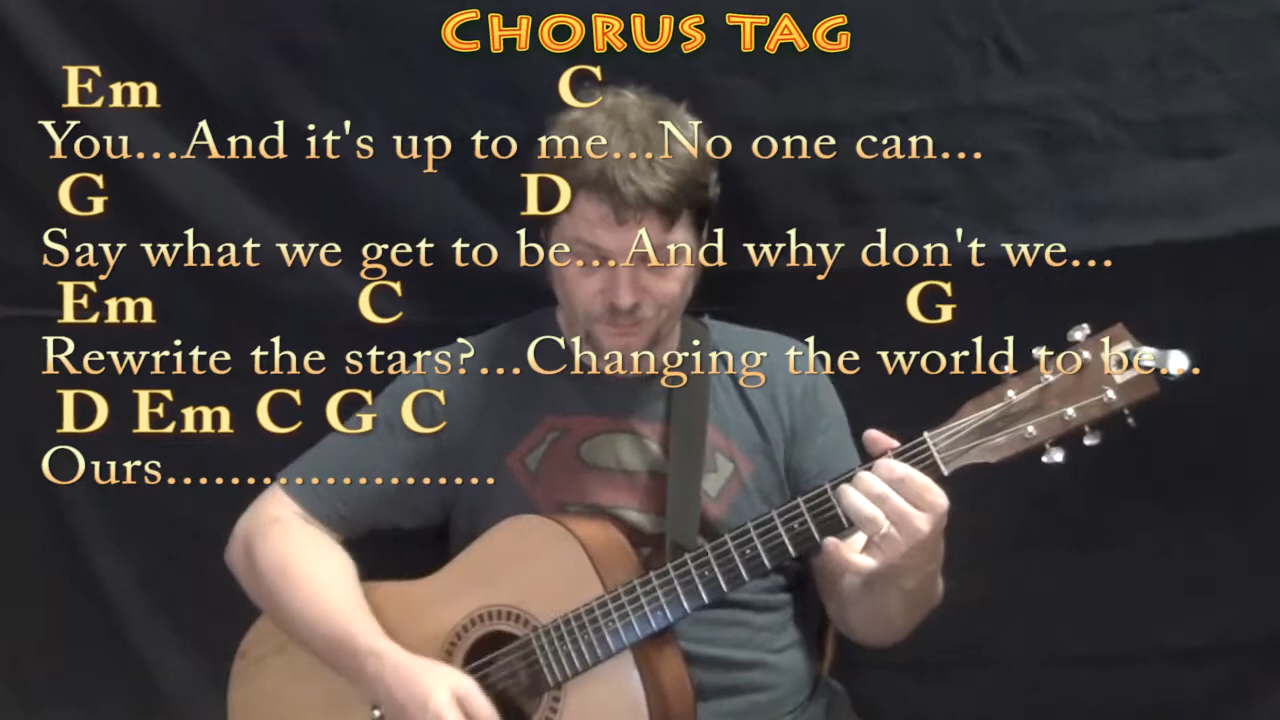 CHORUS TAG
Em C
You...And it's up to me...No one can...
G D
Say what we get to be...And why don't we...
Em C G
Rewrite the stars?...Changing the world to be...
D Em C G C
Ours.....................